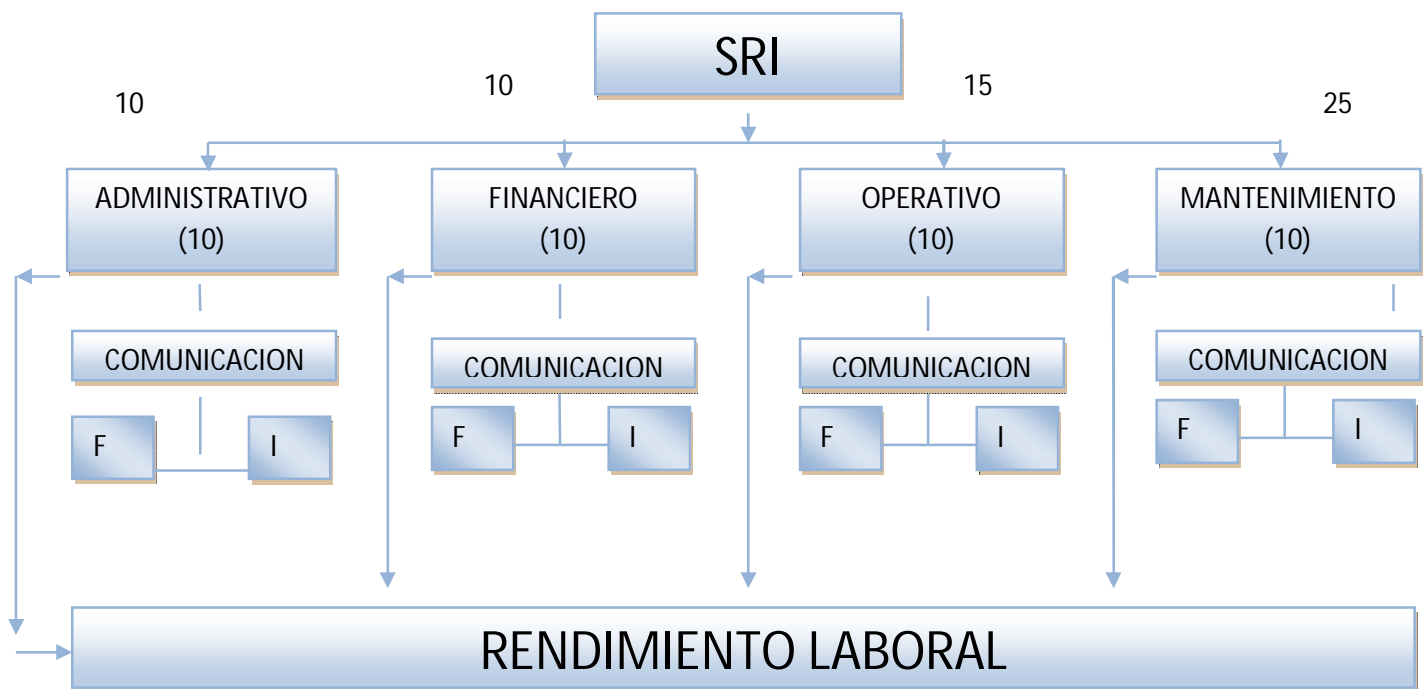 SRI
10
10
15
25
ADMINISTRATIVO
(10)
FINANCIERO
(10)
OPERATIVO
(10)
MANTENIMIENTO
(10)
COMUNICACION
COMUNICACION
COMUNICACION
COMUNICACION
F
I
F
I
F
I
F
I
RENDIMIENTO LABORAL